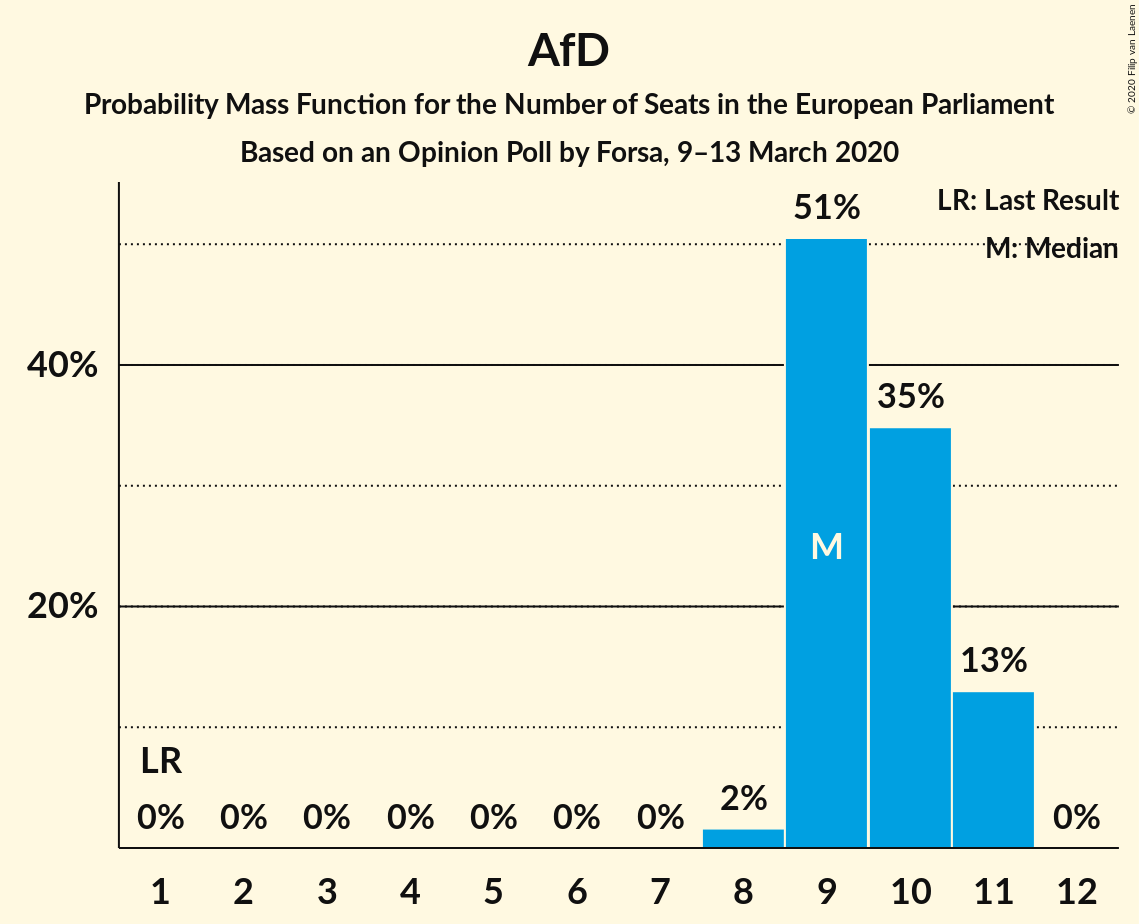 AfD
Probability Mass Function for the Number of Seats in the European Parliament
Based on an Opinion Poll by Forsa, 9–13 March 2020
© 2020 Filip van Laenen
LR: Last Result
M: Median
51%
40%
35%
M
20%
13%
LR
2%
0% 0% 0% 0% 0% 0% 0% 0%
1 2 3 4 5 6 7 8 9 10 11 12